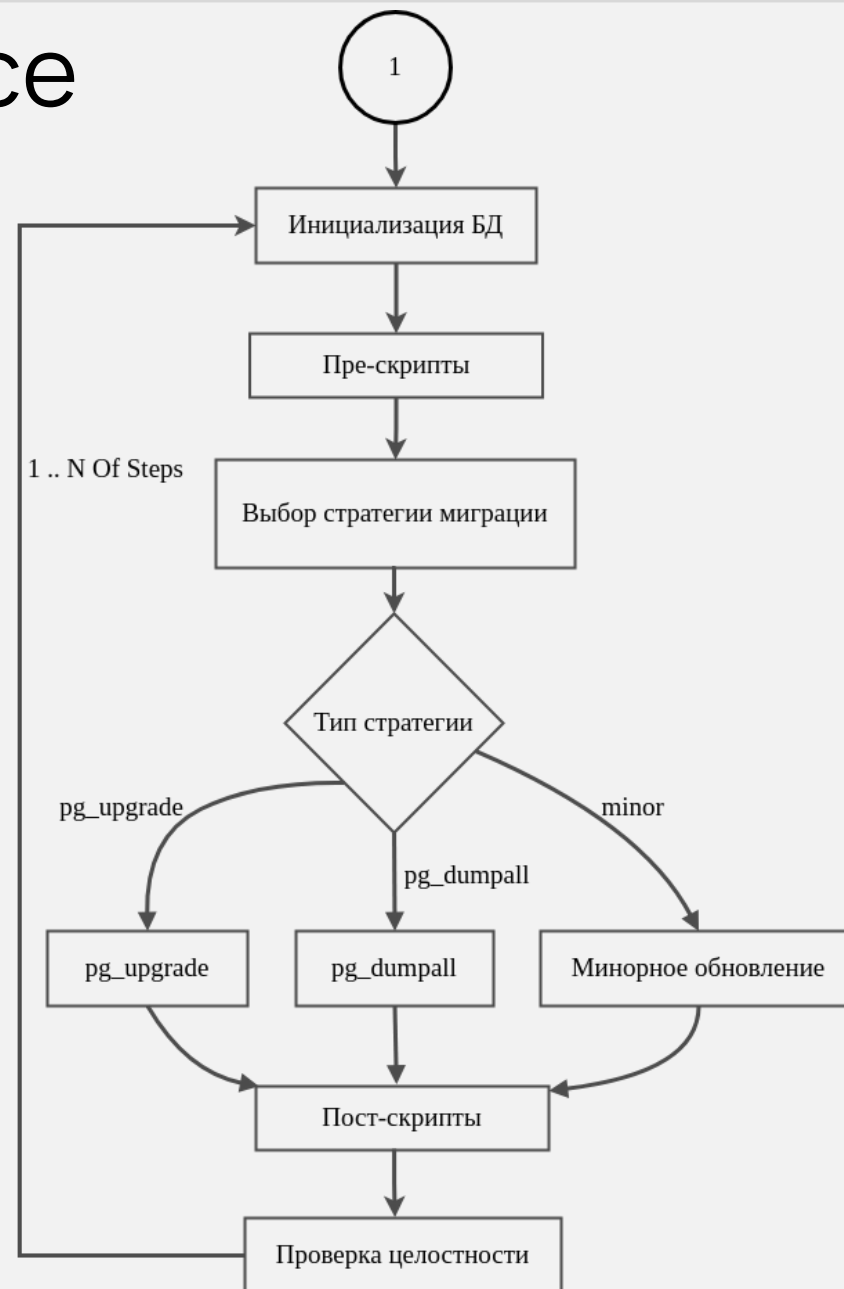 ce
1
Инициализация БД
Пре-скрипты
1 .. N Of Steps
Выбор стратегии миграции
Тип стратегии
pg_upgrade
minor
pg_dumpall
pg_upgrade
pg_dumpall
Минорное обновление
Пост-скрипты
Проверка целостности